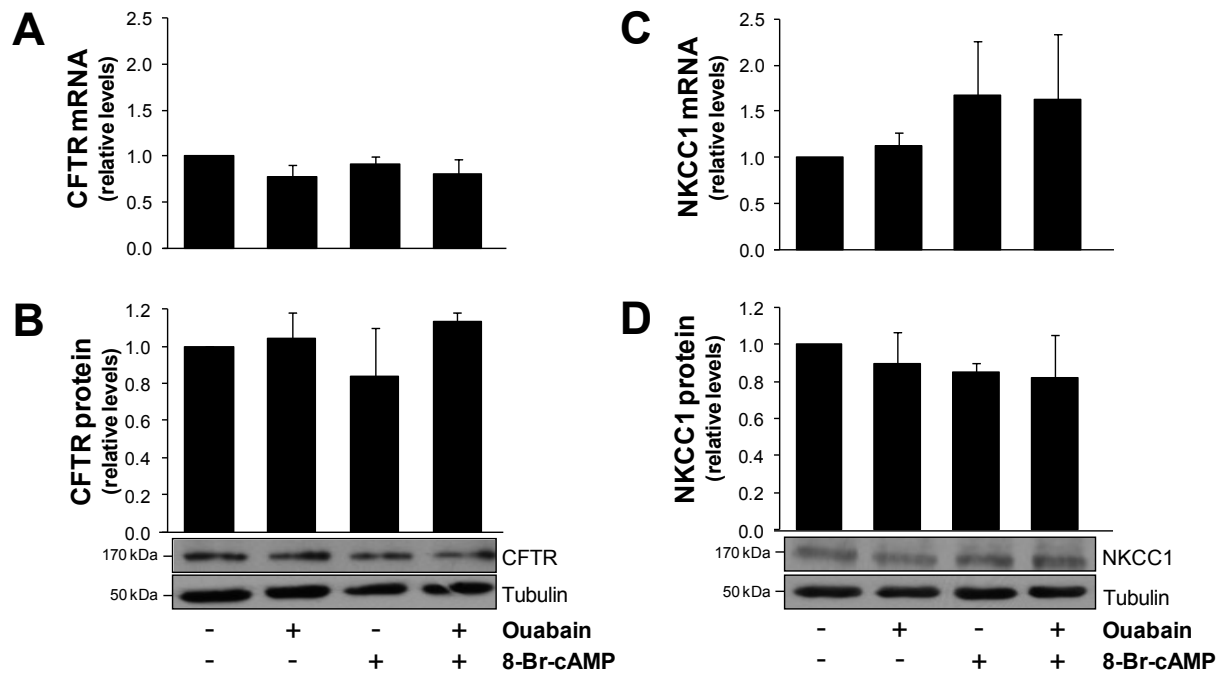 A
CFTR mRNA
(relative levels)
2.5
2.0
1.5
1.0
0.5
0.0
C
NKCC1 mRNA
(relative levels)
2.5
2.0
1.5
1.0
0.5
0.0
B
CFTR protein
(relative levels)
1.2
1.0
0.8
0.6
0.4
0.2
0.0
170 kDa
CFTR
50 kDa
Tubulin
- + - + Ouabain
- - + + 8-Br-cAMP
D
NKCC1 protein
(relative levels)
1.2
1.0
0.8
0.6
0.4
0.2
0.0
170 kDa
NKCC1
50 kDa
Tubulin
- + - + Ouabain
- - + + 8-Br-cAMP